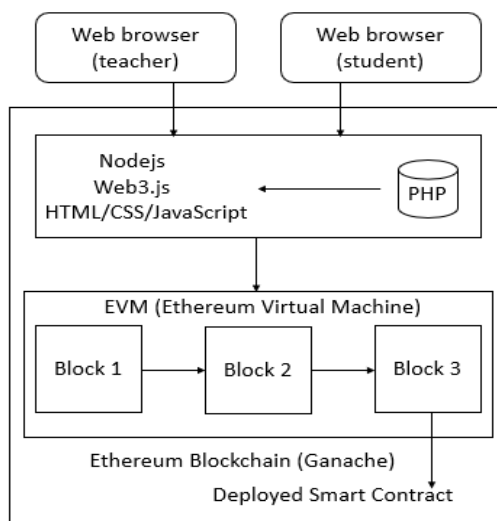 Web browser
(teacher)
Web browser
(student)
Nodejs
Web3.js
HTML/CSS/JavaScript
PHP
EVM (Ethereum Virtual Machine)
Block 1
Block 2
Block 3
Ethereum Blockchain (Ganache)
Deployed Smart Contract